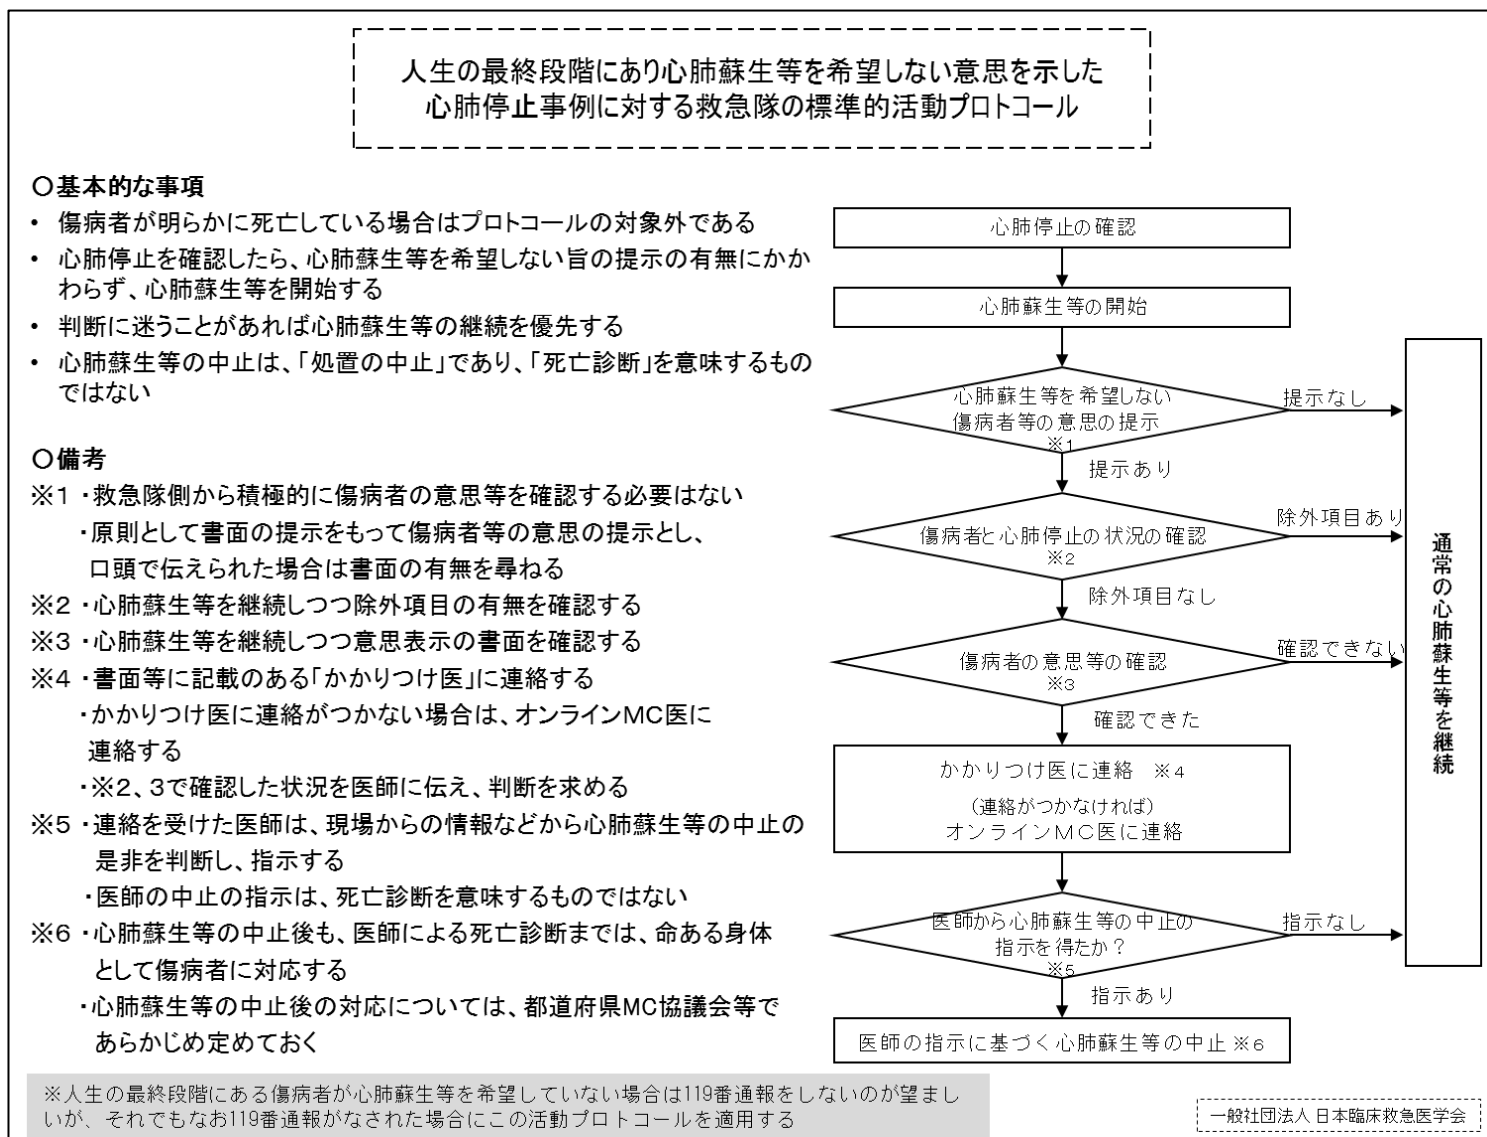 人生の最終段階にあり心肺蘇生等を希望しない意思を示した
心肺停止事例に対する救急隊の標準的活動プロトコール
〇基本的な事項
・ 傷病者が明らかに死亡している場合はプロトコールの対象外である
・ 心肺停止を確認したら、心肺蘇生等を希望しない旨の提示の有無にかか
わらず、心肺蘇生等を開始する
・ 判断に迷うことがあれば心肺蘇生等の継続を優先する
・ 心肺蘇生等の中止は、「処置の中止」であり、「死亡診断」を意味するもの
ではない
〇備考
※1 ・救急隊側から積極的に傷病者の意思等を確認する必要はない
・原則として書面の提示をもって傷病者等の意思の提示とし、
口頭で伝えられた場合は書面の有無を尋ねる
※2 ・心肺蘇生等を継続しつつ除外項目の有無を確認する
※3 ・心肺蘇生等を継続しつつ意思表示の書面を確認する
※4 ・書面等に記載のある「かかりつけ医」に連絡する
・かかりつけ医に連絡がつかない場合は、オンラインMC医に
連絡する
・※2、3で確認した状況を医師に伝え、判断を求める
※5 ・連絡を受けた医師は、現場からの情報などから心肺蘇生等の中止の
是非を判断し、指示する
・医師の中止の指示は、死亡診断を意味するものではない
※6 ・心肺蘇生等の中止後も、医師による死亡診断までは、命ある身体
として傷病者に対応する
・心肺蘇生等の中止後の対応については、都道府県MC協議会等で
あらかじめ定めておく
心肺停止の確認
心肺蘇生等の開始
心肺蘇生等を希望しない
傷病者等の意思の提示
※1
提示なし
提示あり
傷病者と心肺停止の状況の確認
※2
除外項目あり
除外項目なし
傷病者の意思等の確認
※3
確認できない
確認できた
かかりつけ医に連絡 ※4
(連絡がつかなければ)
オンラインMC医に連絡
医師から心肺蘇生等の中止の
指示を得たか?
※5
指示なし
指示あり
医師の指示に基づく心肺蘇生等の中止 ※6
通常の心肺蘇生等を継続
※人生の最終段階にある傷病者が心肺蘇生等を希望していない場合は119番通報をしないのが望まし
いが、それでもなお119番通報がなされた場合にこの活動プロトコールを適用する
一般社団法人 日本臨床救急医学会